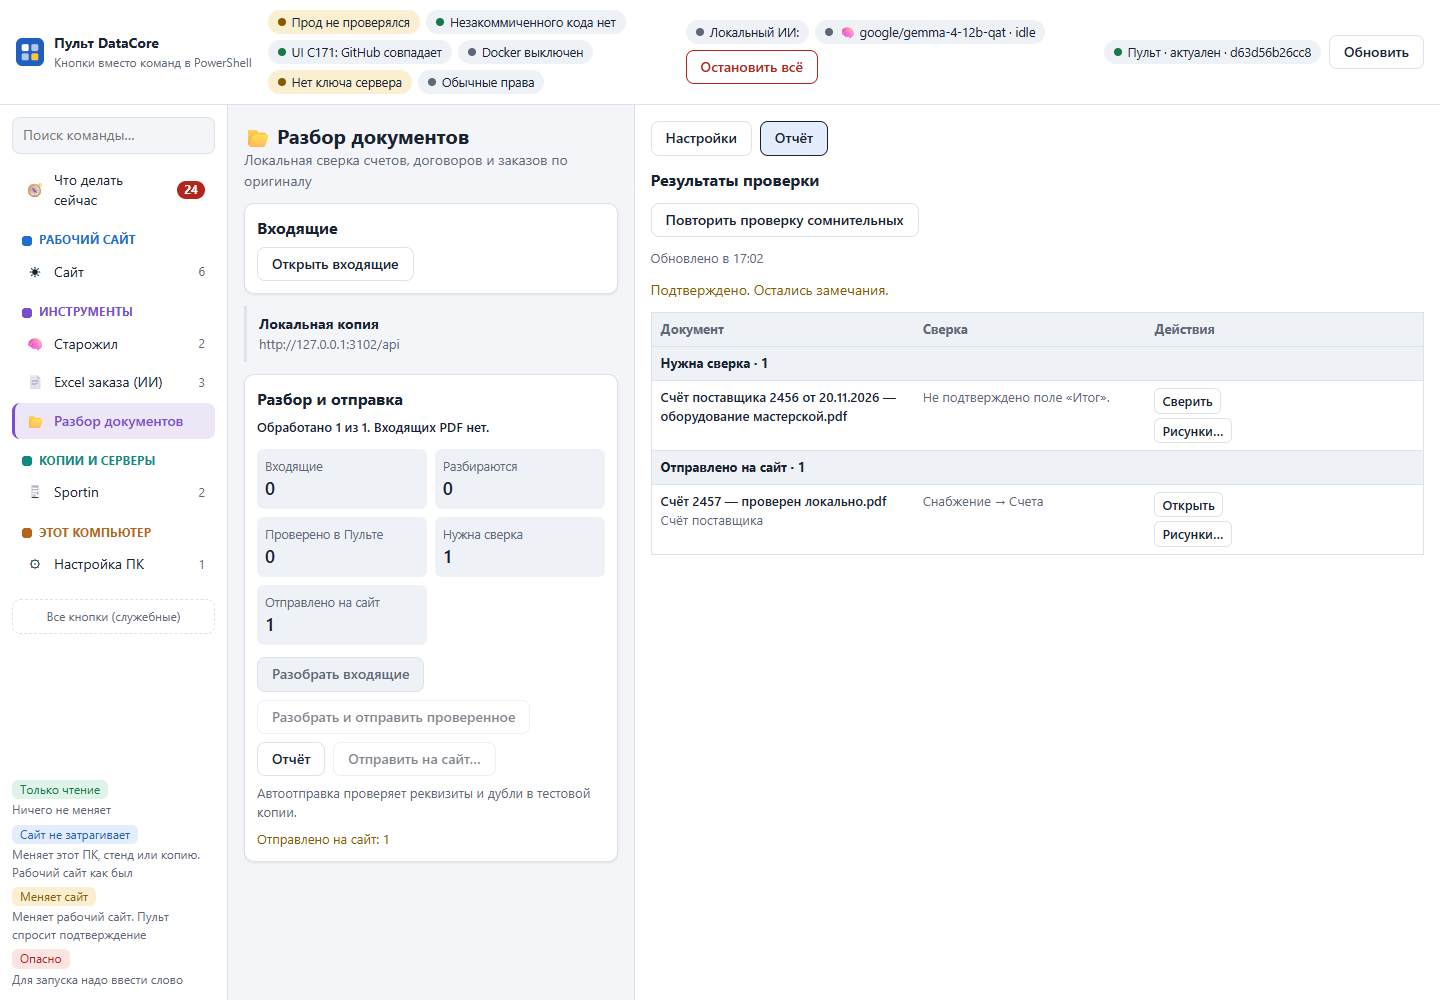 Пульт DataCore
Кнопки вместо команд в PowerShell
Прод не проверялся
Незакоммиченного кода нет
UI C171: GitHub совпадает
Docker выключен
Нет ключа сервера
Обычные права
Локальный ИИ:
google/gemma-4-12b-qat · idle
Остановить всё
Пульт · актуален · d63d56b26cc8
Обновить
Поиск команды...
Что делать
сейчас
24
РАБОЧИЙ САЙТ
Сайт
6
ИНСТРУМЕНТЫ
Старожил
2
Excel заказа (ИИ)
3
Разбор документов
КОПИИ И СЕРВЕРЫ
Sportin
2
ЭТОТ КОМПЬЮТЕР
Настройка ПК
1
Все кнопки (служебные)
Только чтение
Ничего не меняет
Сайт не затрагивает
Меняет этот ПК, стенд или копию.
Рабочий сайт как был
Меняет сайт
Меняет рабочий сайт. Пульт
спросит подтверждение
Опасно
Для запуска надо ввести слово
Разбор документов
Локальная сверка счетов, договоров и заказов по
оригиналу
Входящие
Открыть входящие
Локальная копия
http://127.0.0.1:3102/api
Разбор и отправка
Обработано 1 из 1. Входящих PDF нет.
Входящие
0
Разбираются
0
Проверено в Пульте
0
Нужна сверка
1
Отправлено на сайт
1
Разобрать входящие
Разобрать и отправить проверенное
Отчёт
Отправить на сайт...
Автоотправка проверяет реквизиты и дубли в тестовой
копии.
Отправлено на сайт: 1
Настройки
Отчёт
Результаты проверки
Повторить проверку сомнительных
Обновлено в 17:02
Подтверждено. Остались замечания.
Документ
Сверка
Действия
Нужна сверка · 1
Счёт поставщика 2456 от 20.11.2026 —
оборудование мастерской.pdf
Не подтверждено поле «Итог».
Сверить
Рисунки...
Отправлено на сайт · 1
Счёт 2457 — проверен локально.pdf
Счёт поставщика
Снабжение → Счета
Открыть
Рисунки...